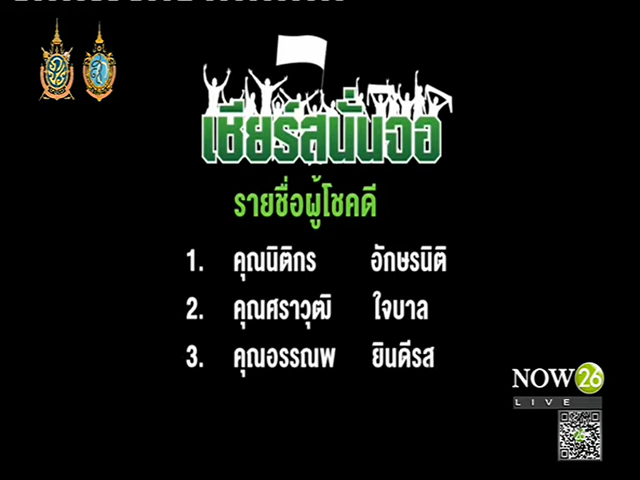 เชียร์สนั่นจอ
รายชื่อผู้โชคดี
1. คุณนิติกร อักษรนิติ
2. คุณศราวุฒิ ใจบาล
3. คุณอรรณพ ยินดีรส
NOW26
LIVE
26